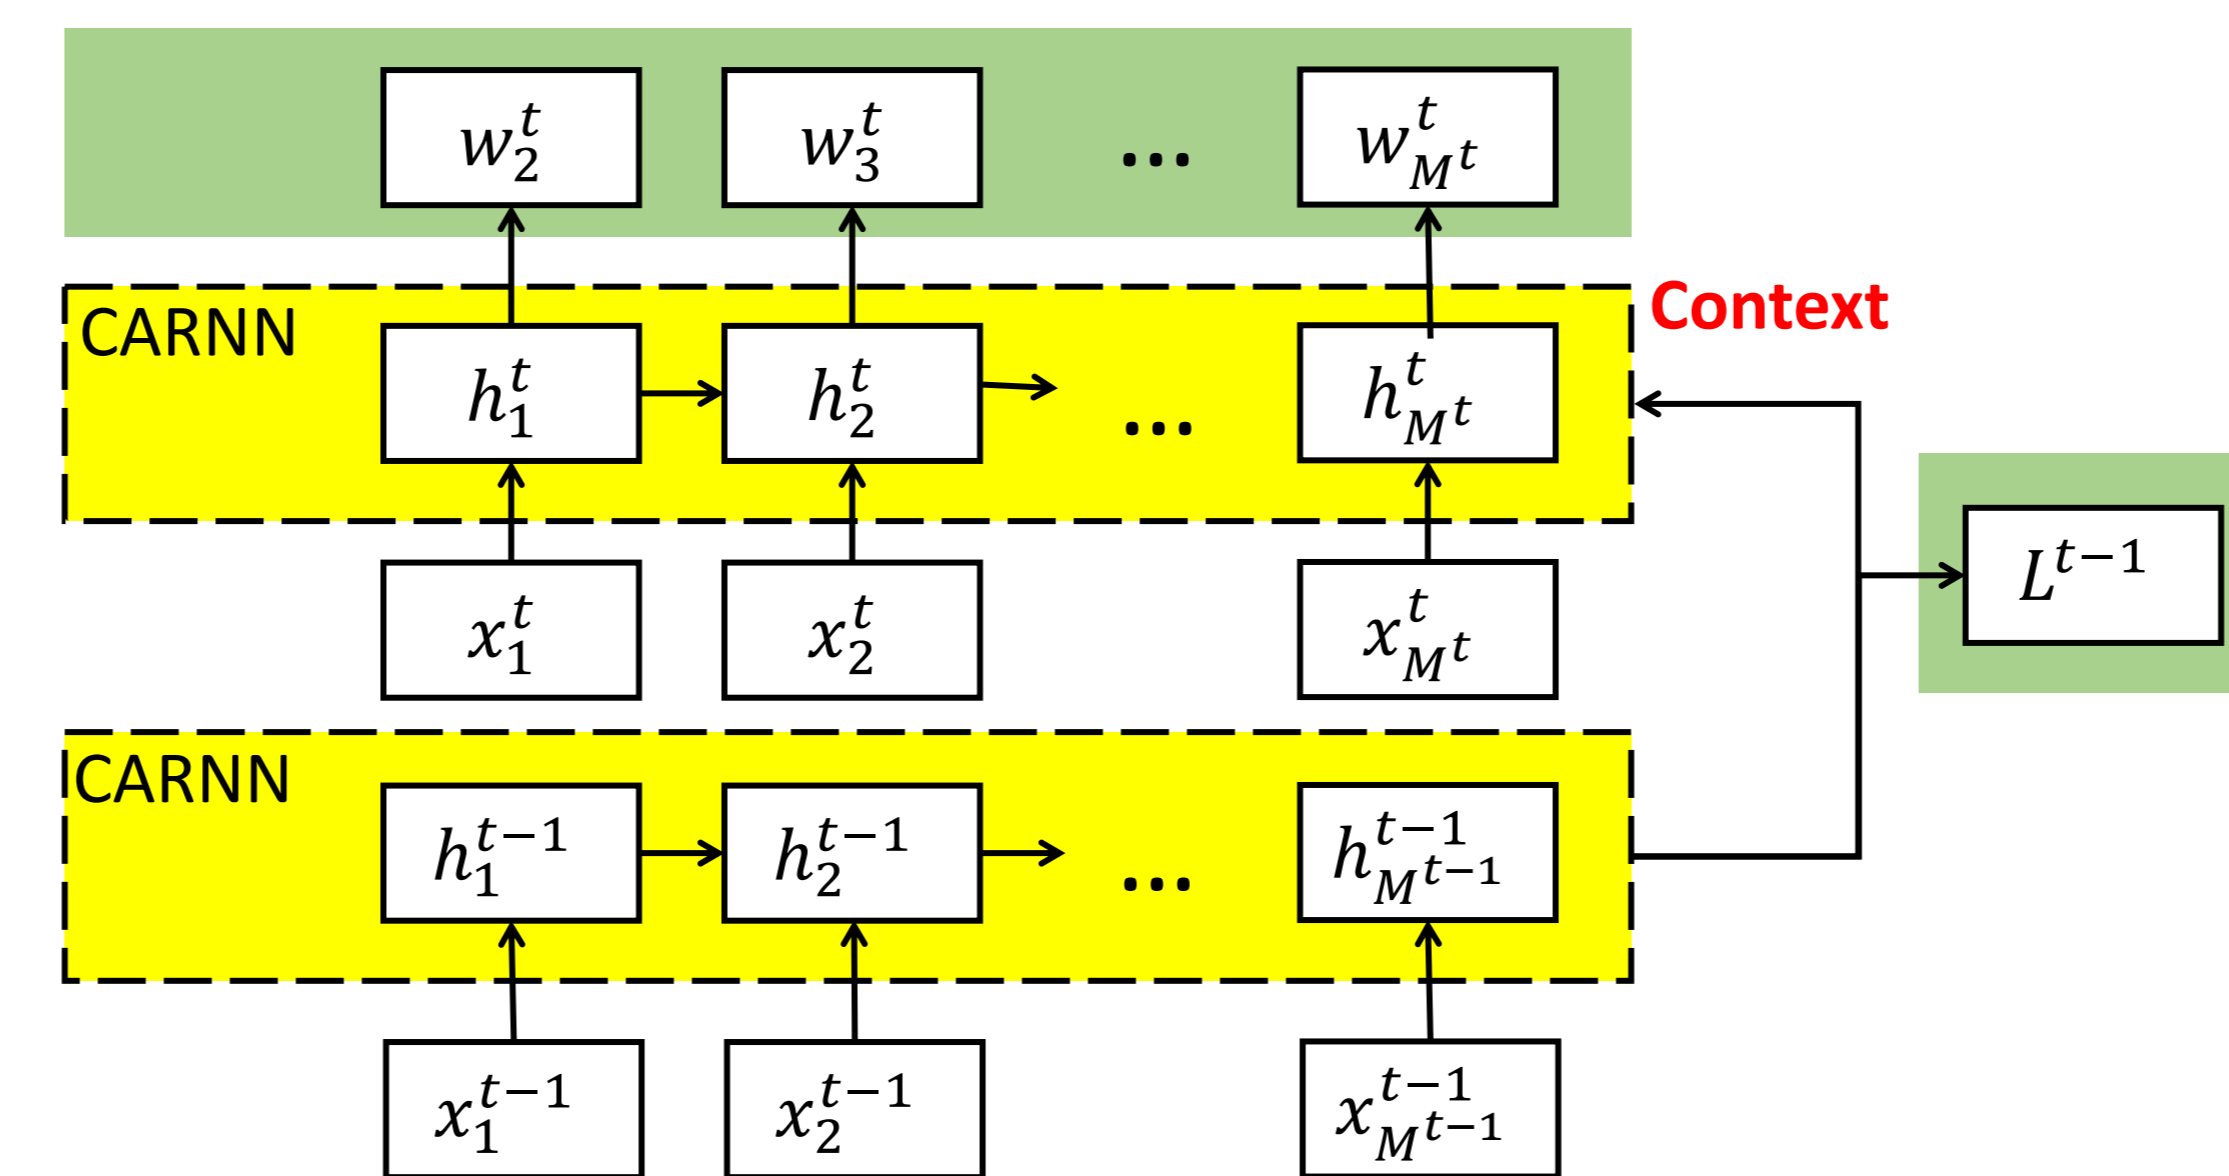 w_2^t w_3^t ... w_{M^t}^t
CARNN
Context
h_1^t h_2^t ... h_{M^t}^t
L^{t-1}
x_1^t x_2^t x_{M^t}^t
CARNN
h_1^{t-1} h_2^{t-1} ... h_{M^{t-1}}^{t-1}
x_1^{t-1} x_2^{t-1} x_{M^{t-1}}^{t-1}